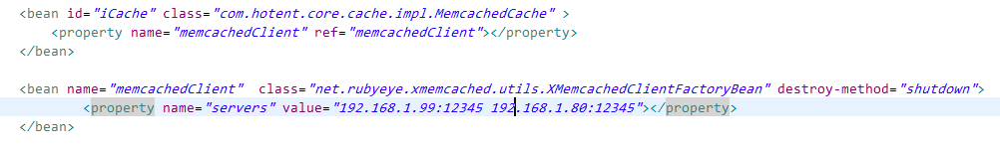 <bean id="iCache" class="com.hotent.core.cache.impl.MemcachedCache" >
<property name="memcachedClient" ref="memcachedClient"></property>
</bean>
<bean name="memcachedClient"  class="net.rubyeye.xmemcached.utils.XMemcachedClientFactoryBean" destroy-method="shutdown">
<property name="servers" value="192.168.1.99:12345 192.168.1.80:12345"></property>
</bean>